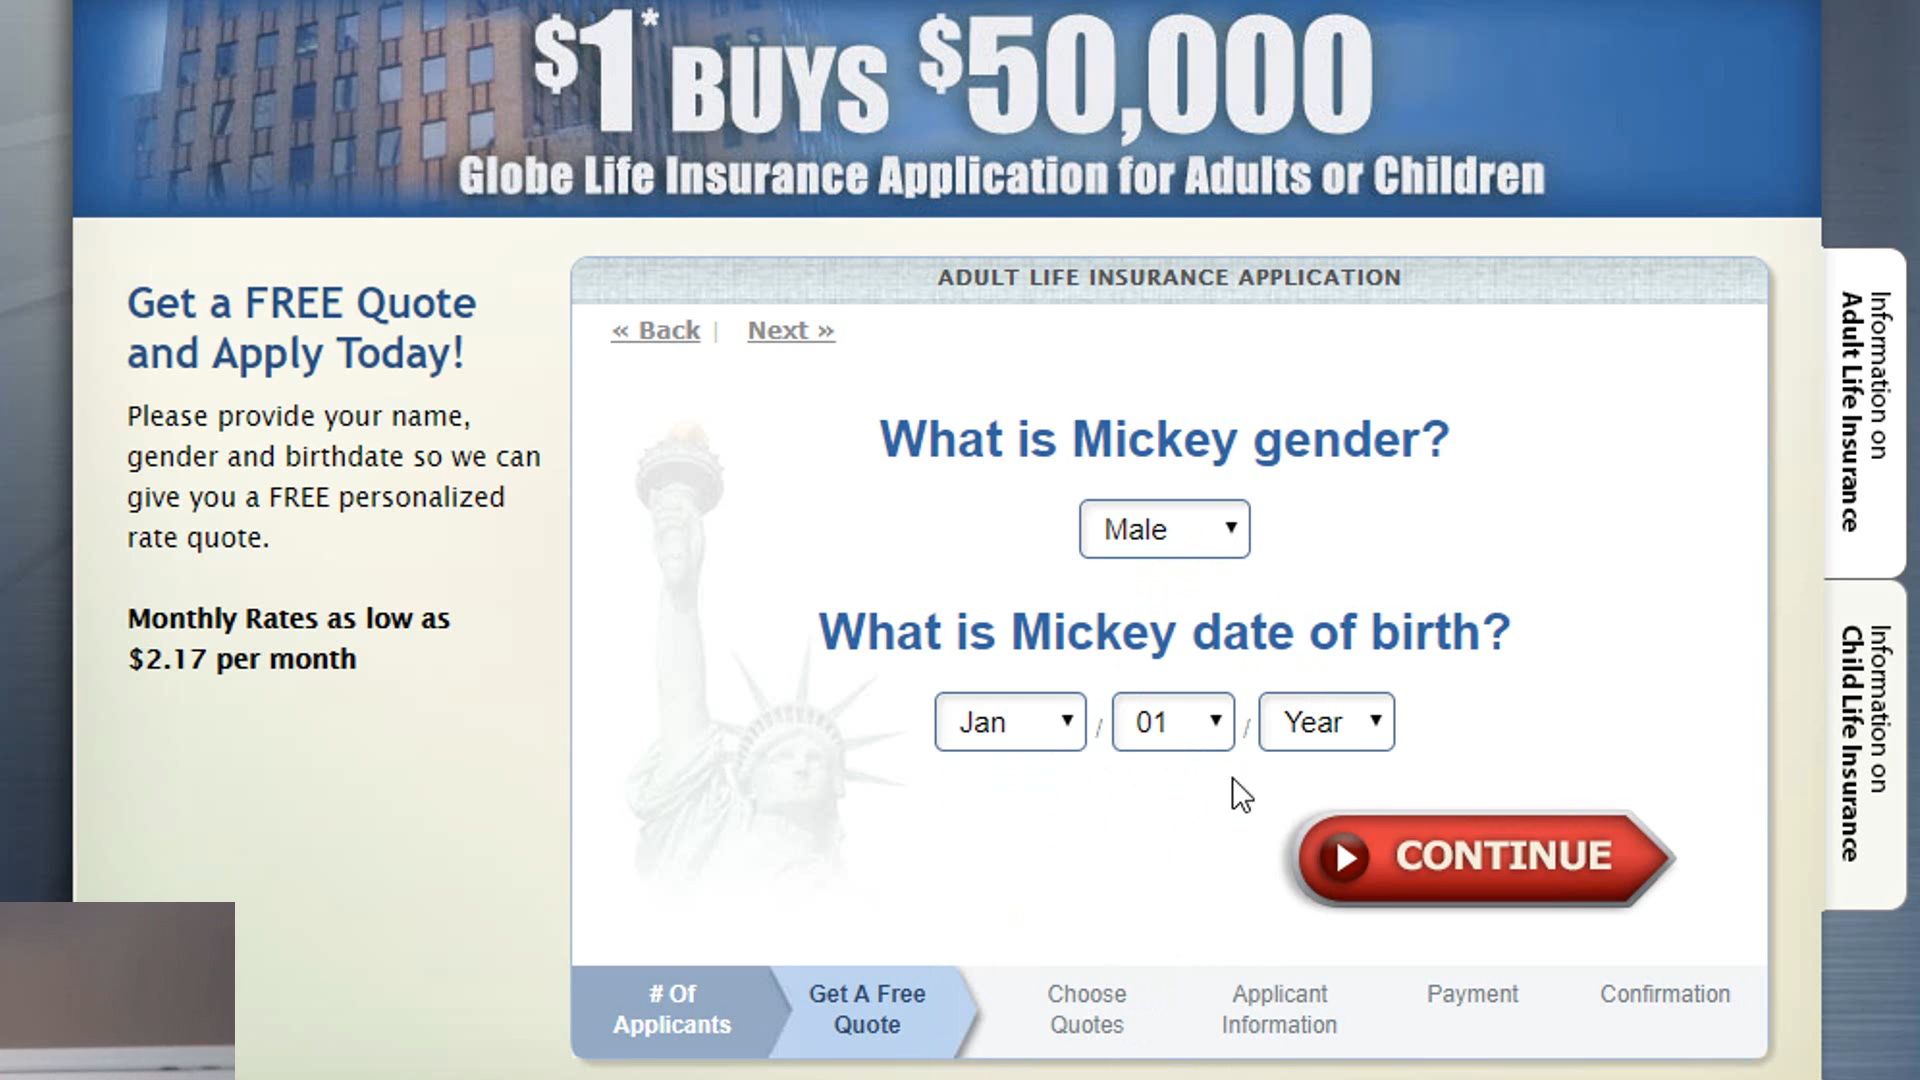 $1* BUYS $50,000
Globe Life Insurance Application for Adults or Children
Get a FREE Quote
and Apply Today!
Please provide your name,
gender and birthdate so we can
give you a FREE personalized
rate quote.
Monthly Rates as low as
$2.17 per month
ADULT LIFE INSURANCE APPLICATION
« Back | Next »
What is Mickey gender?
Male
What is Mickey date of birth?
Jan / 01 / Year
CONTINUE
# Of
Applicants
Get A Free
Quote
Choose
Quotes
Applicant
Information
Payment
Confirmation
Information on
Adult Life Insurance
Information on
Child Life Insurance